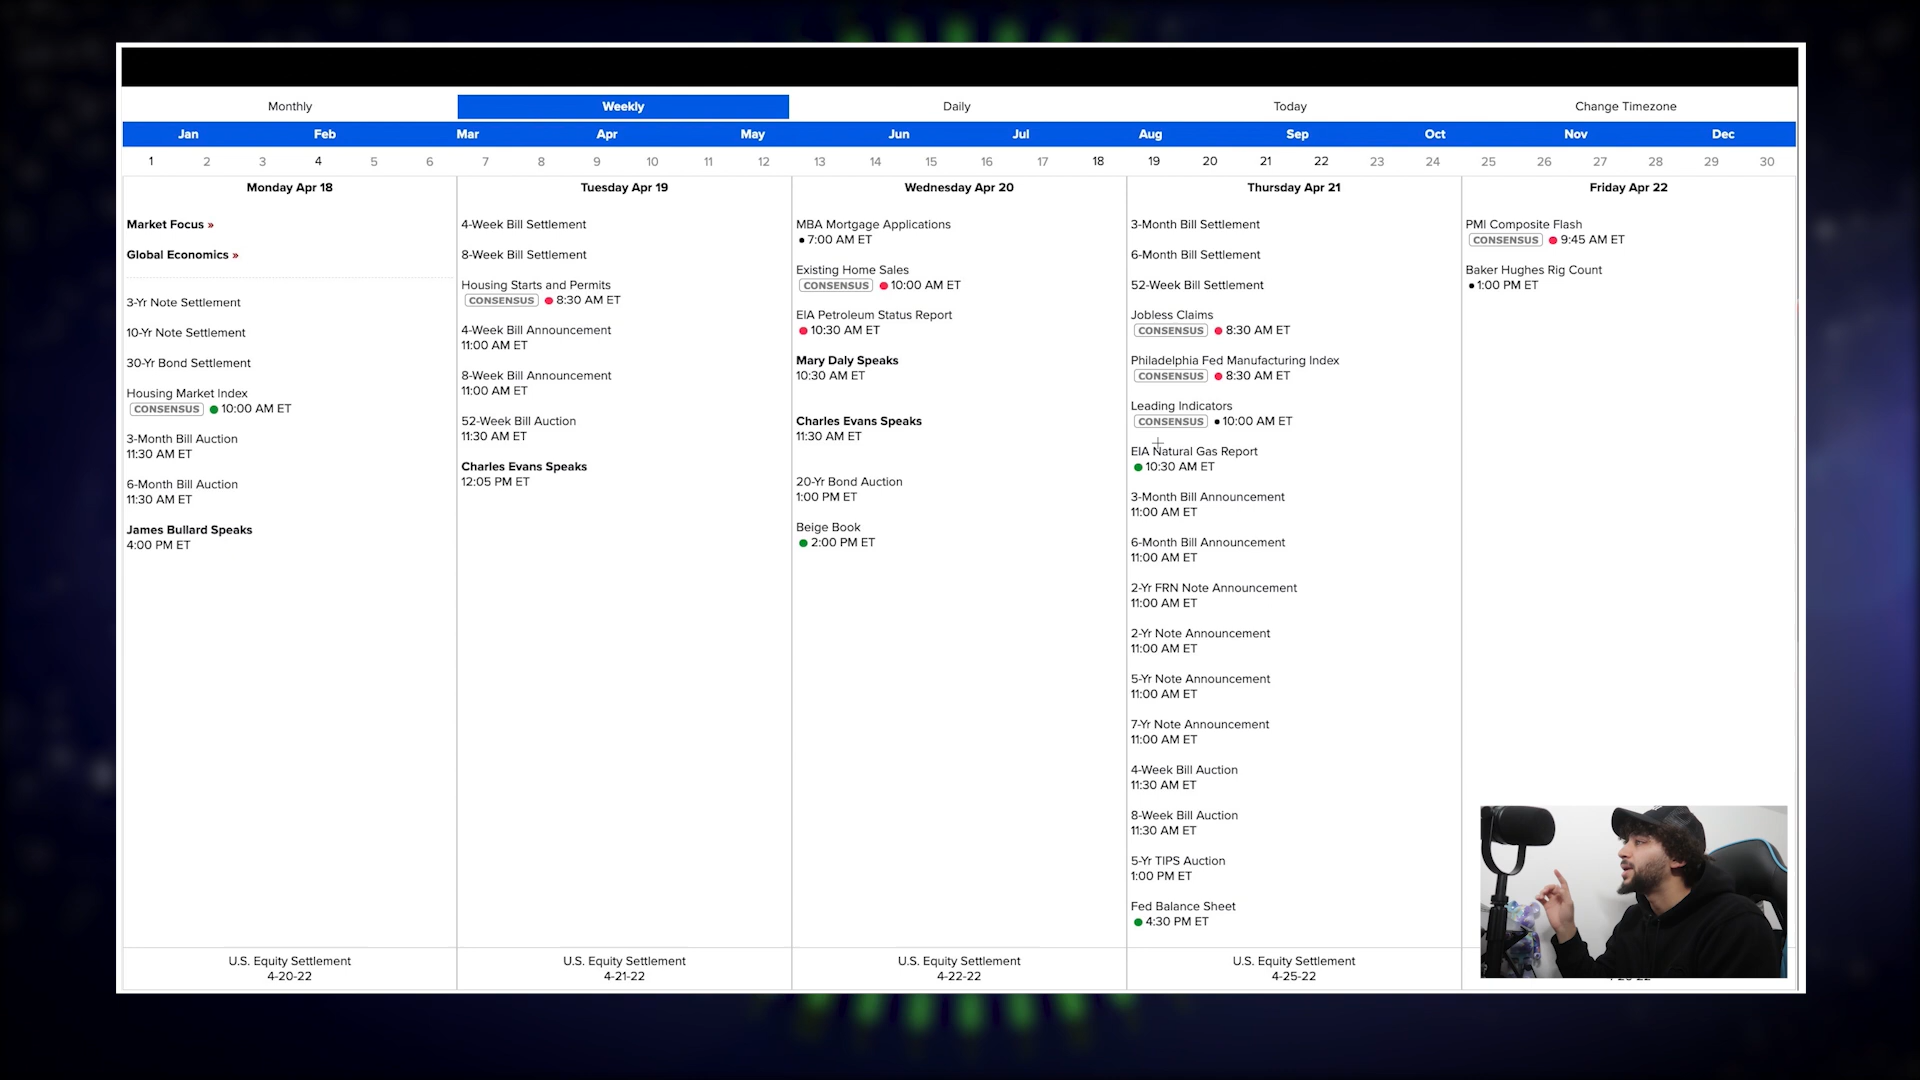 Monthly
Weekly
Daily
Today
Change Timezone
Jan Feb Mar Apr May Jun Jul Aug Sep Oct Nov Dec
1 2 3 4 5 6 7 8 9 10 11 12 13 14 15 16 17 18 19 20 21 22 23 24 25 26 27 28 29 30
Monday Apr 18
Market Focus »
Global Economics »
3-Yr Note Settlement
10-Yr Note Settlement
30-Yr Bond Settlement
Housing Market Index
CONSENSUS 10:00 AM ET
3-Month Bill Auction
11:30 AM ET
6-Month Bill Auction
11:30 AM ET
James Bullard Speaks
4:00 PM ET
U.S. Equity Settlement
4-20-22
Tuesday Apr 19
4-Week Bill Settlement
8-Week Bill Settlement
Housing Starts and Permits
CONSENSUS 8:30 AM ET
4-Week Bill Announcement
11:00 AM ET
8-Week Bill Announcement
11:00 AM ET
52-Week Bill Auction
11:30 AM ET
Charles Evans Speaks
12:05 PM ET
U.S. Equity Settlement
4-21-22
Wednesday Apr 20
MBA Mortgage Applications
7:00 AM ET
Existing Home Sales
CONSENSUS 10:00 AM ET
EIA Petroleum Status Report
10:30 AM ET
Mary Daly Speaks
10:30 AM ET
Charles Evans Speaks
11:30 AM ET
20-Yr Bond Auction
1:00 PM ET
Beige Book
2:00 PM ET
U.S. Equity Settlement
4-22-22
Thursday Apr 21
3-Month Bill Settlement
6-Month Bill Settlement
52-Week Bill Settlement
Jobless Claims
CONSENSUS 8:30 AM ET
Philadelphia Fed Manufacturing Index
CONSENSUS 8:30 AM ET
Leading Indicators
CONSENSUS 10:00 AM ET
EIA Natural Gas Report
10:30 AM ET
3-Month Bill Announcement
11:00 AM ET
6-Month Bill Announcement
11:00 AM ET
2-Yr FRN Note Announcement
11:00 AM ET
2-Yr Note Announcement
11:00 AM ET
5-Yr Note Announcement
11:00 AM ET
7-Yr Note Announcement
11:00 AM ET
4-Week Bill Auction
11:30 AM ET
8-Week Bill Auction
11:30 AM ET
5-Yr TIPS Auction
1:00 PM ET
Fed Balance Sheet
4:30 PM ET
U.S. Equity Settlement
4-25-22
Friday Apr 22
PMI Composite Flash
CONSENSUS 9:45 AM ET
Baker Hughes Rig Count
1:00 PM ET